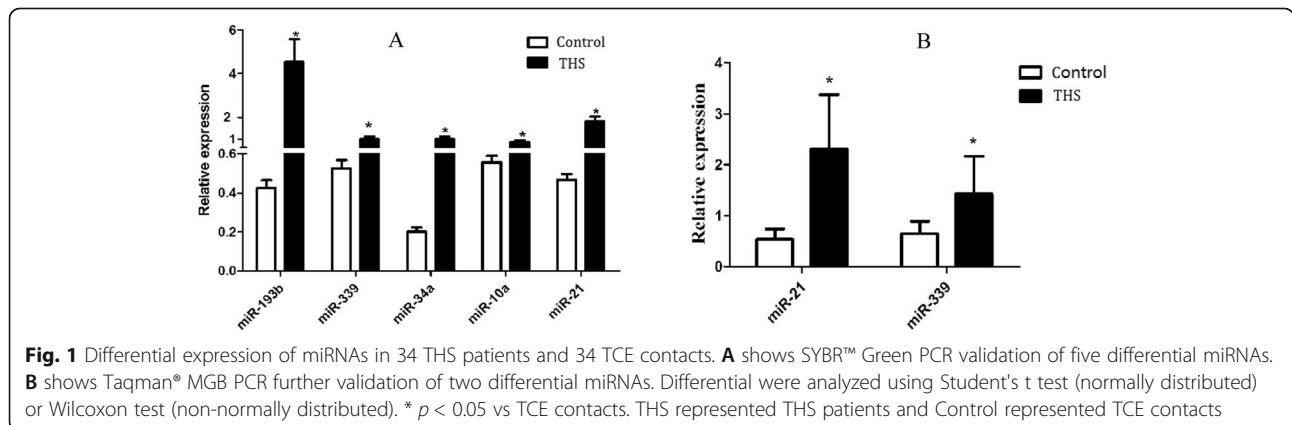 A
Control
THS
Relative expression
6
4
2
1
0.6
0.4
0.2
0.0
* * * * *
miR-193b
miR-339
miR-34a
miR-10a
miR-21
B
Control
THS
Relative expression
4
3
2
1
0
* *
miR-21
miR-339
Fig. 1 Differential expression of miRNAs in 34 THS patients and 34 TCE contacts. A shows SYBR™ Green PCR validation of five differential miRNAs.
B shows Taqman® MGB PCR further validation of two differential miRNAs. Differential were analyzed using Student's t test (normally distributed)
or Wilcoxon test (non-normally distributed). * p < 0.05 vs TCE contacts. THS represented THS patients and Control represented TCE contacts